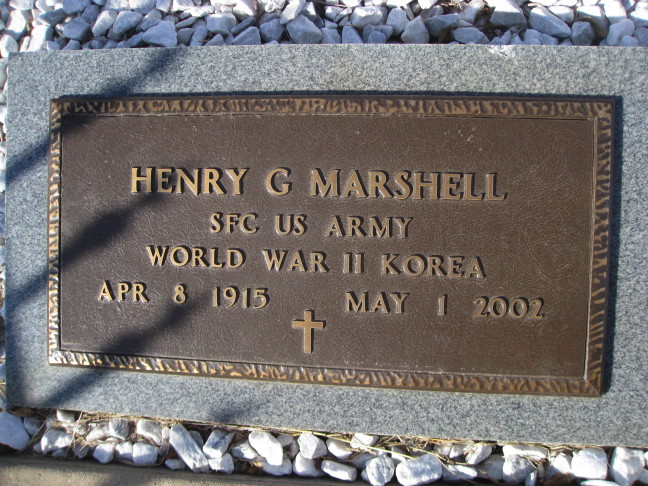 HENRY G MARSHELL
SFC US ARMY
WORLD WAR II KOREA
APR 8 1915 MAY 1 2002